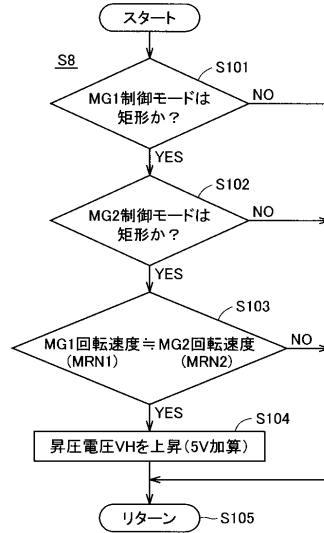 スタート
S8
S101
MG1制御モードは
矩形か？
NO
YES
S102
MG2制御モードは
矩形か？
NO
YES
S103
MG1回転速度≒MG2回転速度
(MRN1) (MRN2)
NO
YES
S104
昇圧電圧VHを上昇(5V加算)
リターン
S105